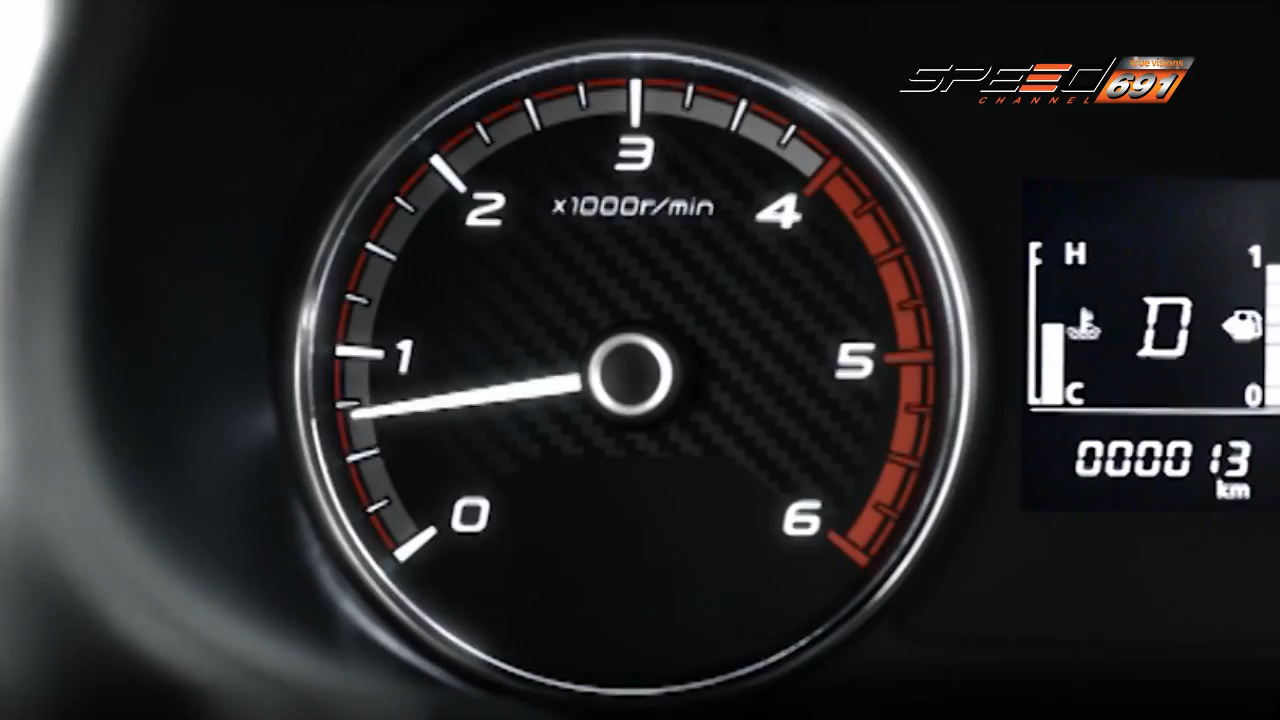 SPEED
CHANNEL
true visions
691
3
x1000r/min
2
4
1
5
0
6
H
1
D
C
0
000013
km